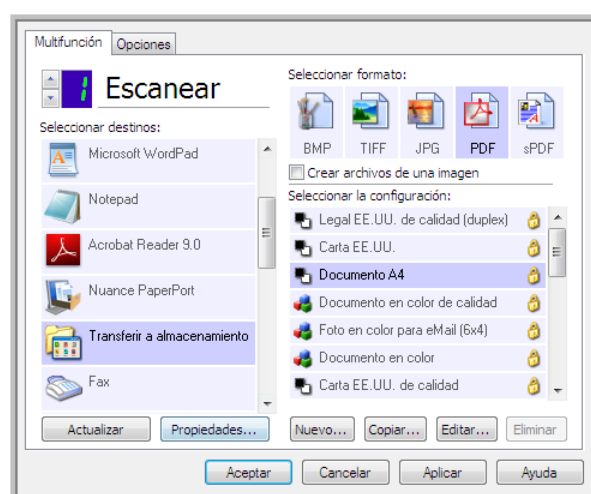 Multifunción
Opciones
1
Escanear
Seleccionar destinos:
Microsoft WordPad
Notepad
Acrobat Reader 9.0
Nuance PaperPort
Transferir a almacenamiento
Fax
Actualizar
Propiedades...
Seleccionar formato:
BMP
TIFF
JPG
PDF
sPDF
Crear archivos de una imagen
Seleccionar la configuración:
Legal EE.UU. de calidad (duplex)
Carta EE.UU.
Documento A4
Documento en color de calidad
Foto en color para eMail (6x4)
Documento en color
Carta EE.UU. de calidad
Nuevo...
Copiar...
Editar...
Eliminar
Aceptar
Cancelar
Aplicar
Ayuda